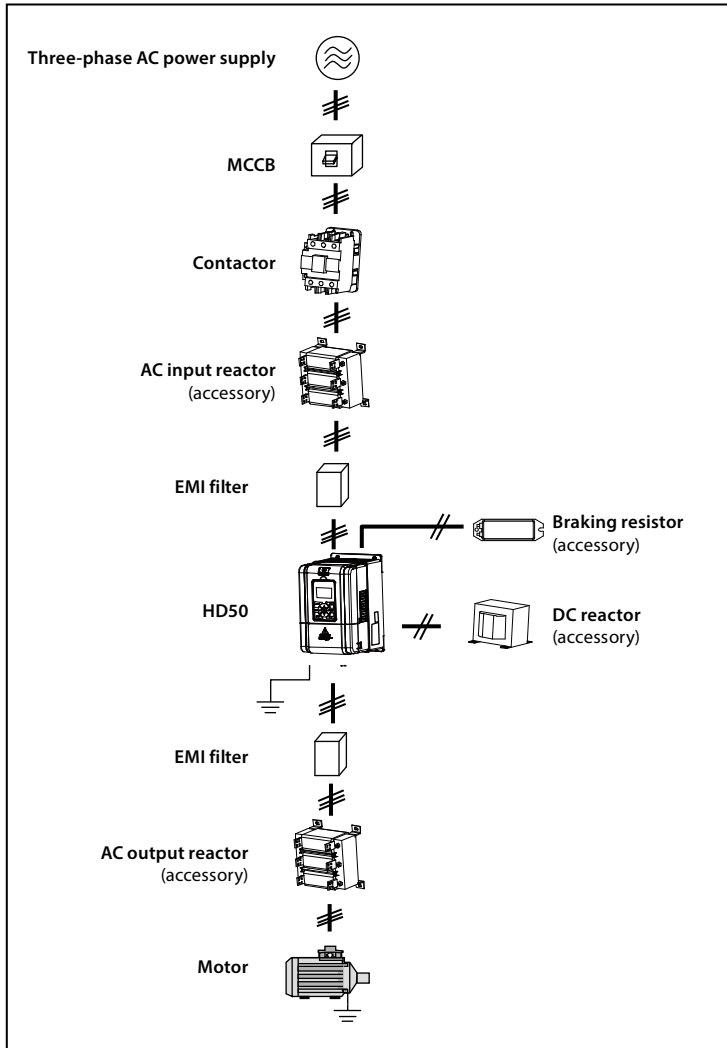 Three-phase AC power supply
MCCB
Contactor
AC input reactor
(accessory)
EMI filter
Braking resistor
(accessory)
HD50
DC reactor
(accessory)
EMI filter
AC output reactor
(accessory)
Motor